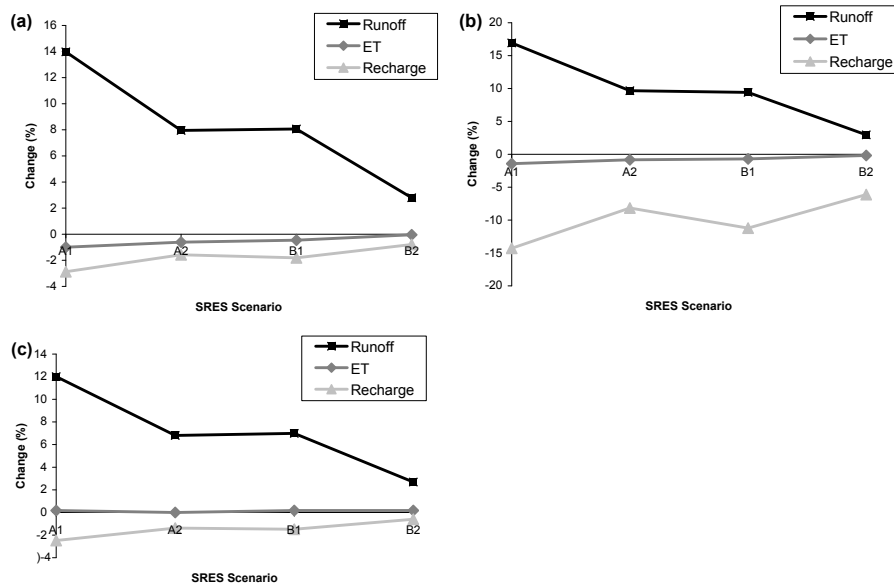 (a)
16
14
12
10
8
6
4
2
0
-2
-4
Change (%)
A1
A2
B1
B2
SRES Scenario
Runoff
ET
Recharge
(b)
20
15
10
5
0
-5
-10
-15
-20
Change (%)
A1
A2
B1
B2
SRES Scenario
Runoff
ET
Recharge
(c)
14
12
10
8
6
4
2
0
-2
)-4
Change (%)
A1
A2
B1
B2
SRES Scenario
Runoff
ET
Recharge